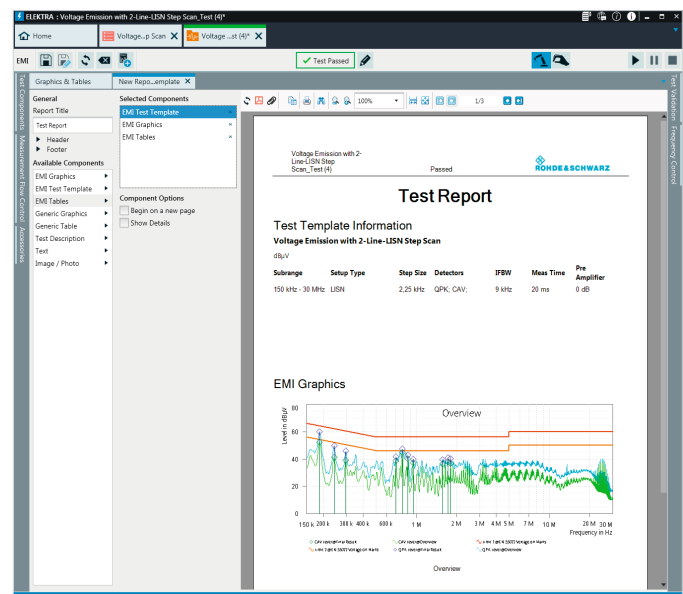 ELEKTRA : Voltage Emission with 2-Line-LISN Step Scan_Test (4)*
Home
Voltage...p Scan
Voltage ...st (4)*
EMI
Test Passed
Graphics & Tables
New Repo...emplate
Test Components
Measurement Flow Control
Accessories
Test Validation
Frequency Control
General
Report Title
Test Report
Header
Footer
Available Components
EMI Graphics
EMI Test Template
EMI Tables
Generic Graphics
Generic Table
Test Description
Text
Image / Photo
Selected Components
EMI Test Template
EMI Graphics
EMI Tables
Component Options
Begin on a new page
Show Details
100%
1/3
Voltage Emission with 2-
Line-LISN Step
Scan_Test (4)
Passed
ROHDE&SCHWARZ
Test Report
Test Template Information
Voltage Emission with 2-Line-LISN Step Scan
dBµV
Subrange Setup Type Step Size Detectors IFBW Meas Time Pre Amplifier
150 kHz - 30 MHz LISN 2,25 kHz QPK; CAV; 9 kHz 20 ms 0 dB
EMI Graphics
Overview
Level in dBµV
80
60
40
20
0
150 k 200 k 300 k 400 k 600 k 1 M 2 M 3 M 4 M 5 M 7 M 10 M 20 M 30 M
Frequency in Hz
Overview